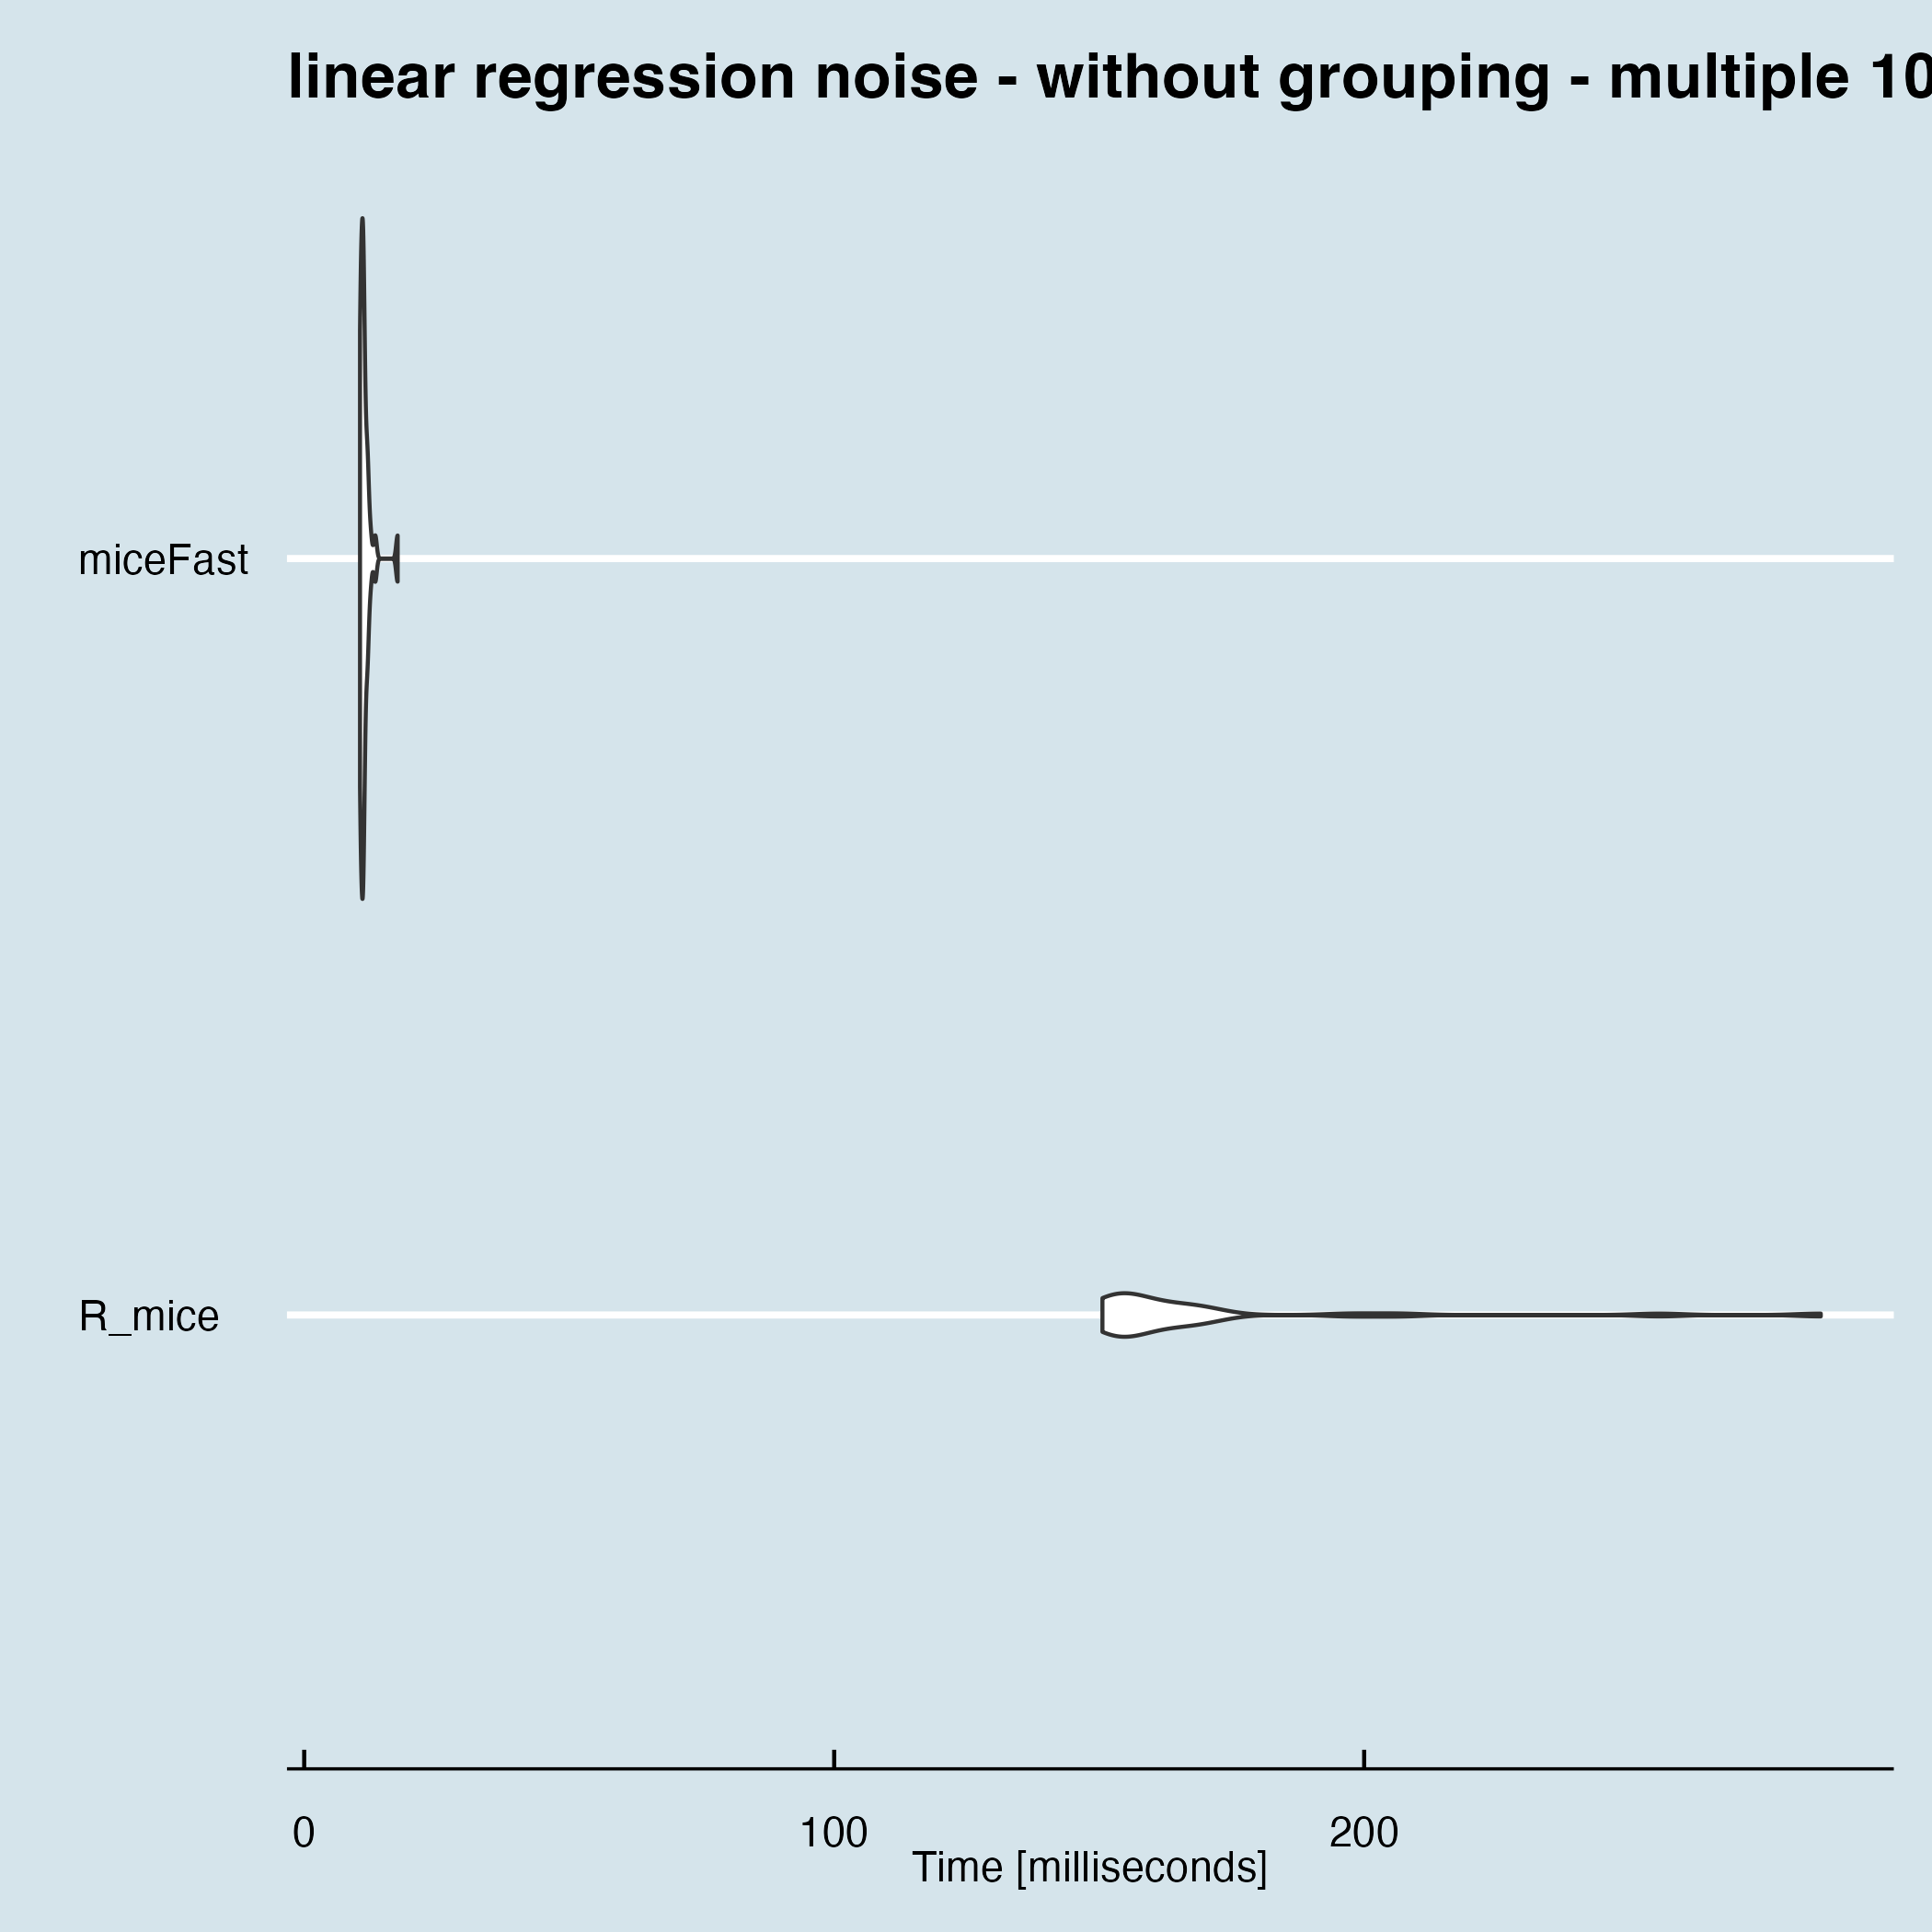 linear regression noise - without grouping - multiple 10
miceFast
R_mice
0 100 200
Time [milliseconds]